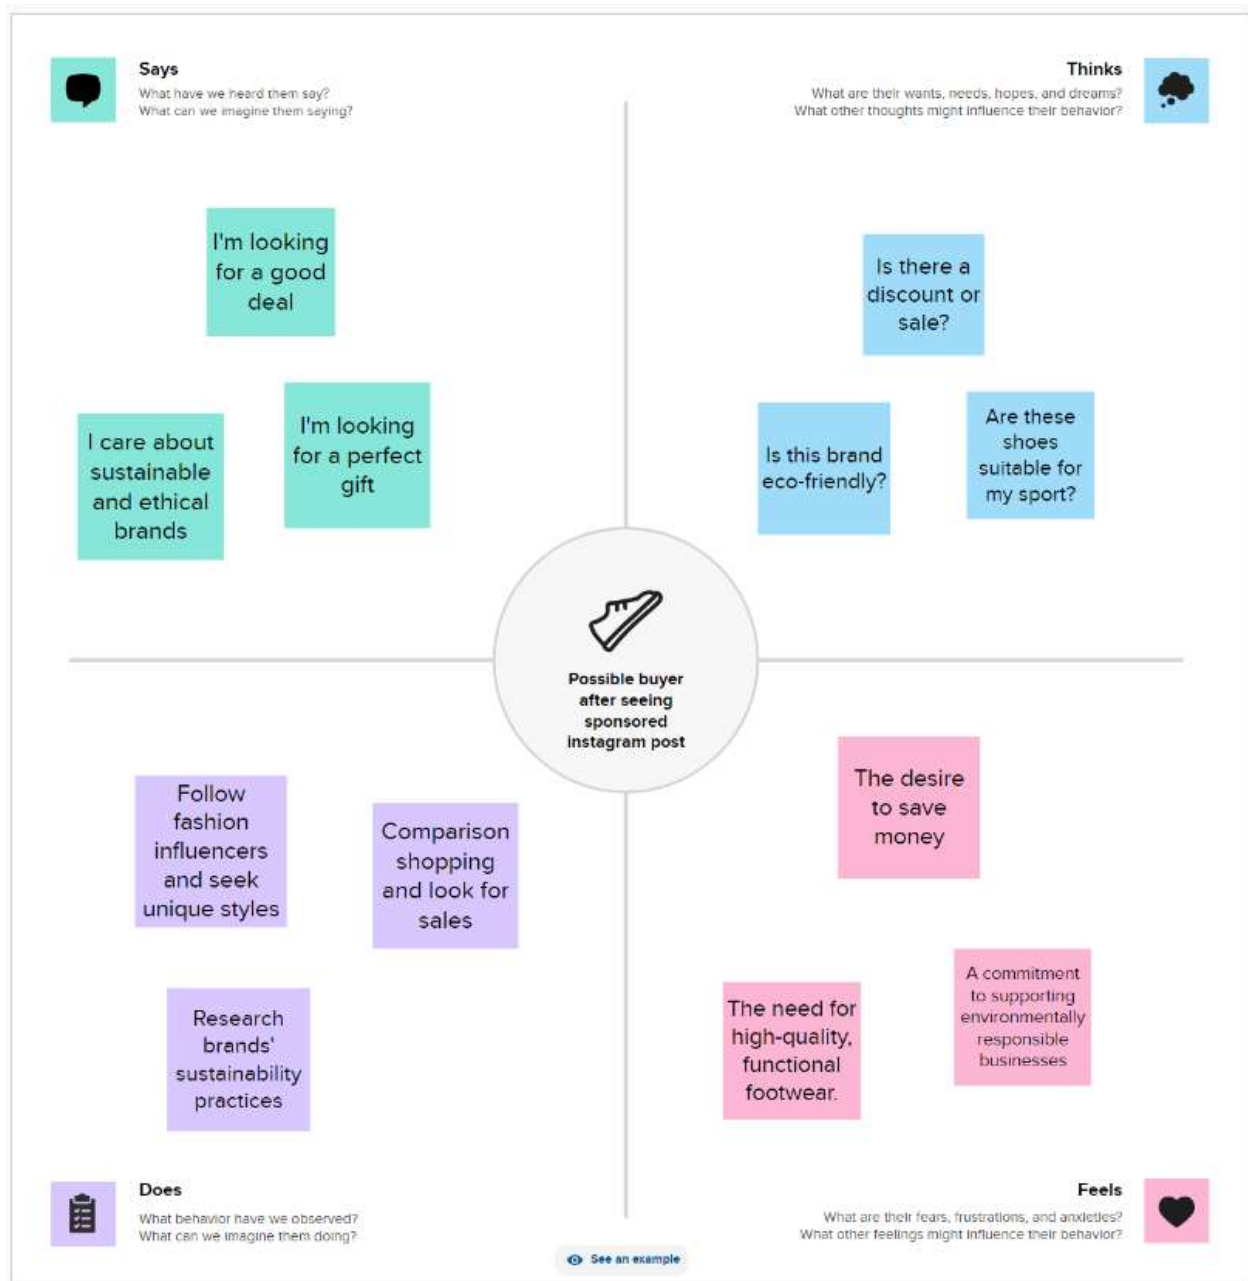 Says
What have we heard them say?
What can we imagine them saying?
Thinks
What are their wants, needs, hopes, and dreams?
What other thoughts might influence their behavior?
I'm looking
for a good
deal
I care about
sustainable
and ethical
brands
I'm looking
for a perfect
gift
Is there a
discount or
sale?
Is this brand
eco-friendly?
Are these
shoes
suitable for
my sport?
Possible buyer
after seeing
sponsored
instagram post
Follow
fashion
influencers
and seek
unique styles
Comparison
shopping
and look for
sales
Research
brands'
sustainability
practices
The desire
to save
money
The need for
high-quality,
functional
footwear.
A commitment
to supporting
environmentally
responsible
businesses
Does
What behavior have we observed?
What can we imagine them doing?
Feels
What are their fears, frustrations, and anxieties?
What other feelings might influence their behavior?
See an example